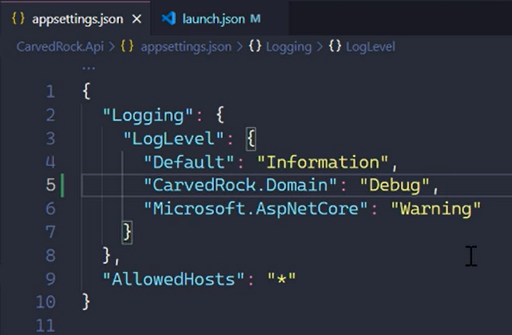 {} appsettings.json × launch.json M
CarvedRock.Api > {} appsettings.json > {} Logging > {} LogLevel
...
1 {
2 "Logging": {
3 "LogLevel": {
4 "Default": "Information",
5 "CarvedRock.Domain": "Debug",
6 "Microsoft.AspNetCore": "Warning"
7 }
8 },
9 "AllowedHosts": "*"
10 }
11